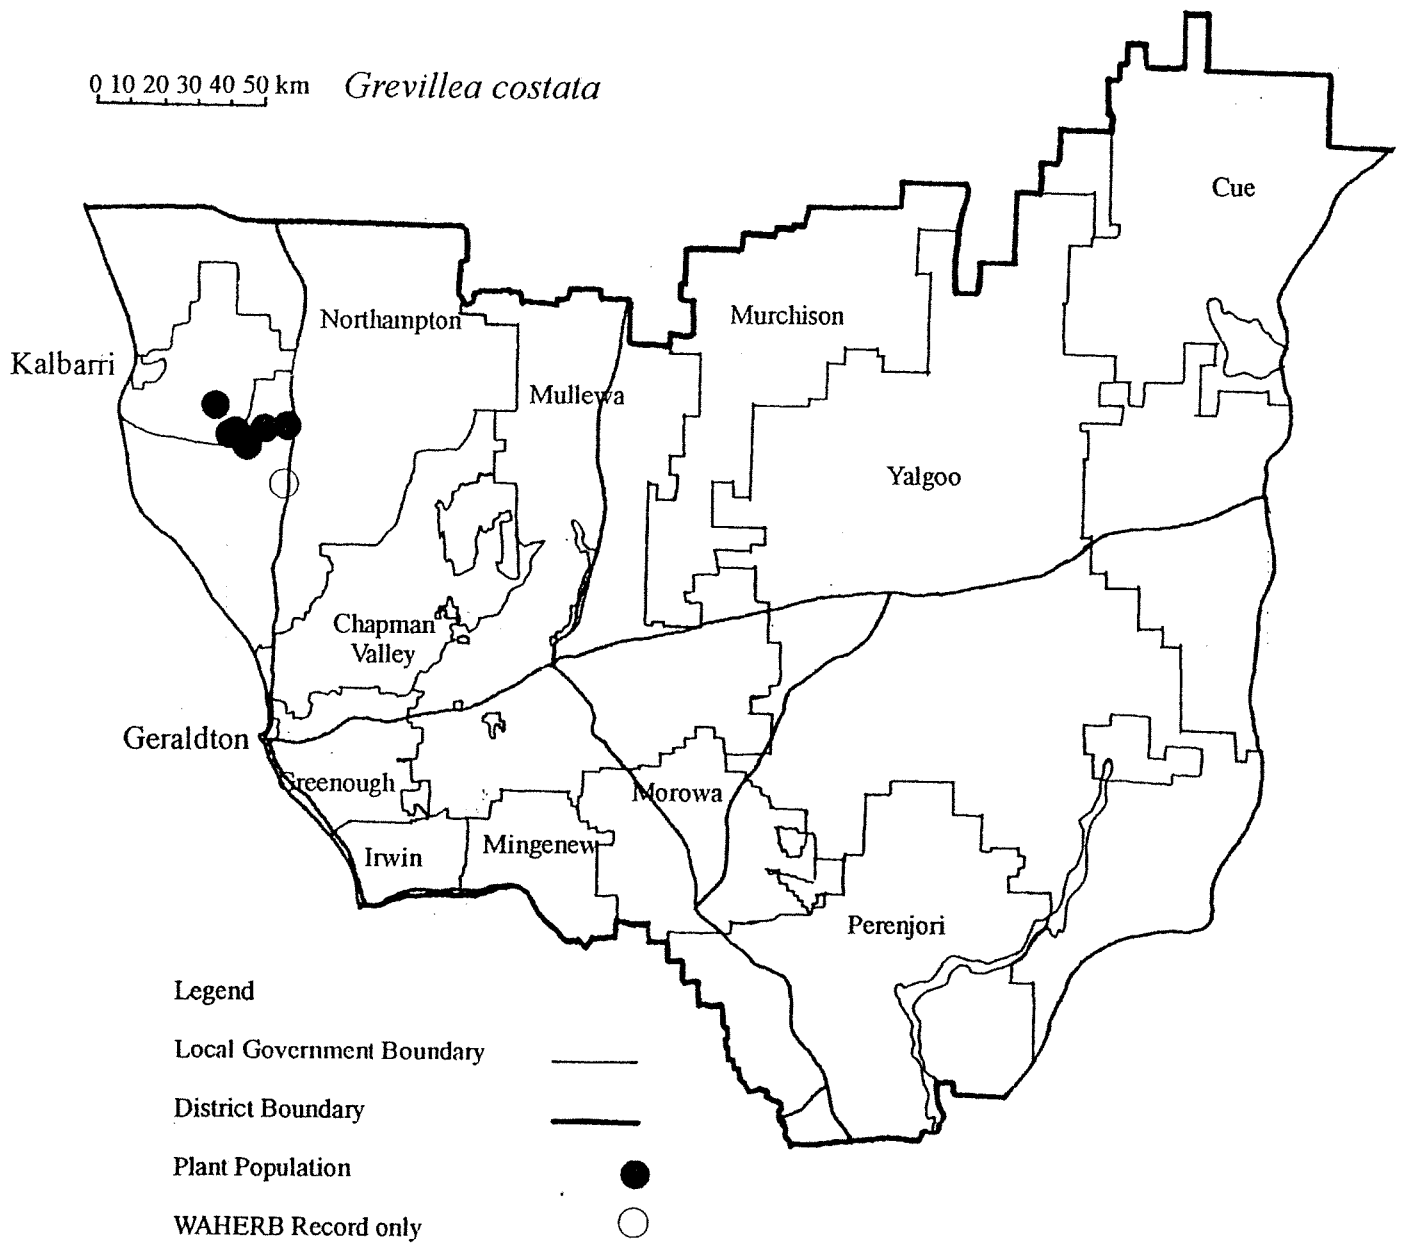 0 10 20 30 40 50 km
Grevillea costata
Cue
Northampton
Murchison
Kalbarri
Mullewa
Yalgoo
Chapman
Valley
Geraldton
Greenough
Morowa
Irwin
Mingenew
Perenjori
Legend
Local Government Boundary
District Boundary
Plant Population
WAHERB Record only